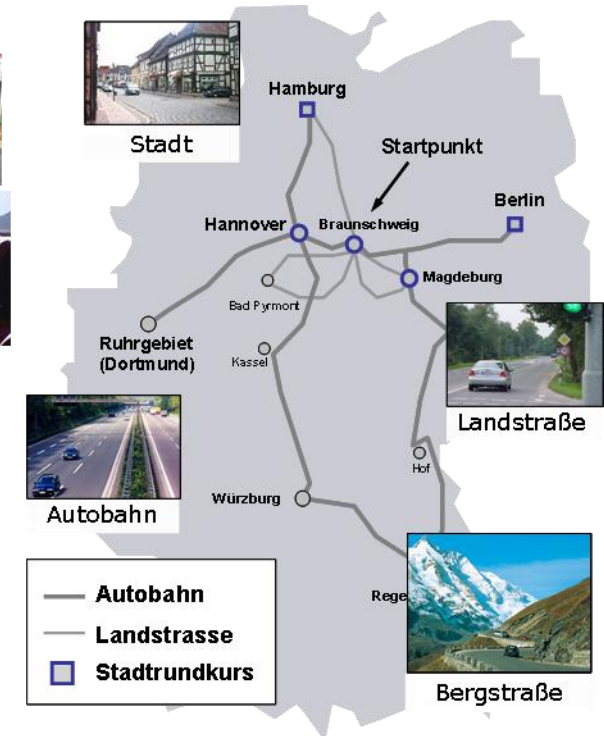 Hamburg
Stadt
Startpunkt
Berlin
Hannover
Braunschweig
Magdeburg
Bad Pyrmont
Ruhrgebiet
(Dortmund)
Kassel
Landstraße
Hof
Würzburg
Autobahn
Rege
Autobahn
Landstrasse
Stadtrundkurs
Bergstraße